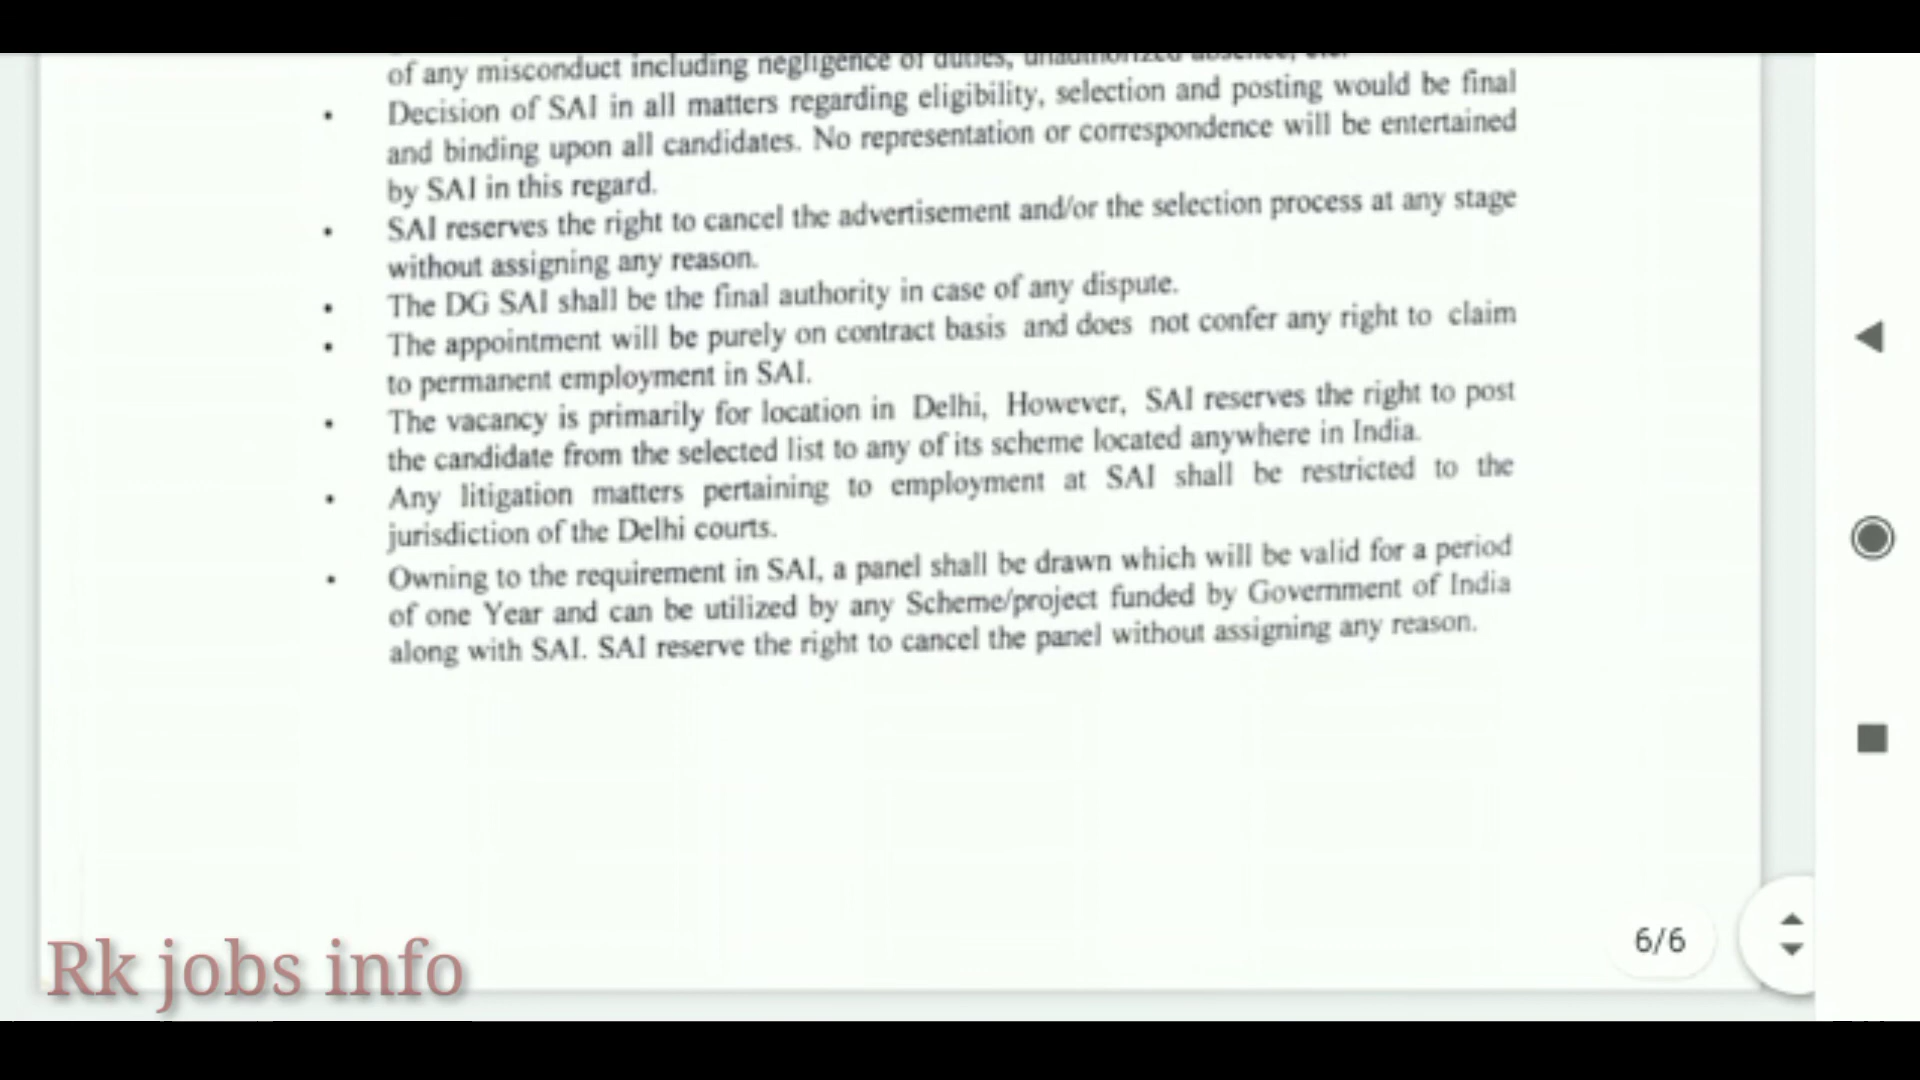 of any misconduct including negligence of duties, unauthorized absence, etc.
• Decision of SAI in all matters regarding eligibility, selection and posting would be final
and binding upon all candidates. No representation or correspondence will be entertained
by SAI in this regard.
• SAI reserves the right to cancel the advertisement and/or the selection process at any stage
without assigning any reason.
• The DG SAI shall be the final authority in case of any dispute.
• The appointment will be purely on contract basis and does not confer any right to claim
to permanent employment in SAI.
• The vacancy is primarily for location in Delhi, However, SAI reserves the right to post
the candidate from the selected list to any of its scheme located anywhere in India.
• Any litigation matters pertaining to employment at SAI shall be restricted to the
jurisdiction of the Delhi courts.
• Owning to the requirement in SAI, a panel shall be drawn which will be valid for a period
of one Year and can be utilized by any Scheme/project funded by Government of India
along with SAI. SAI reserve the right to cancel the panel without assigning any reason.
6/6
Rk jobs info